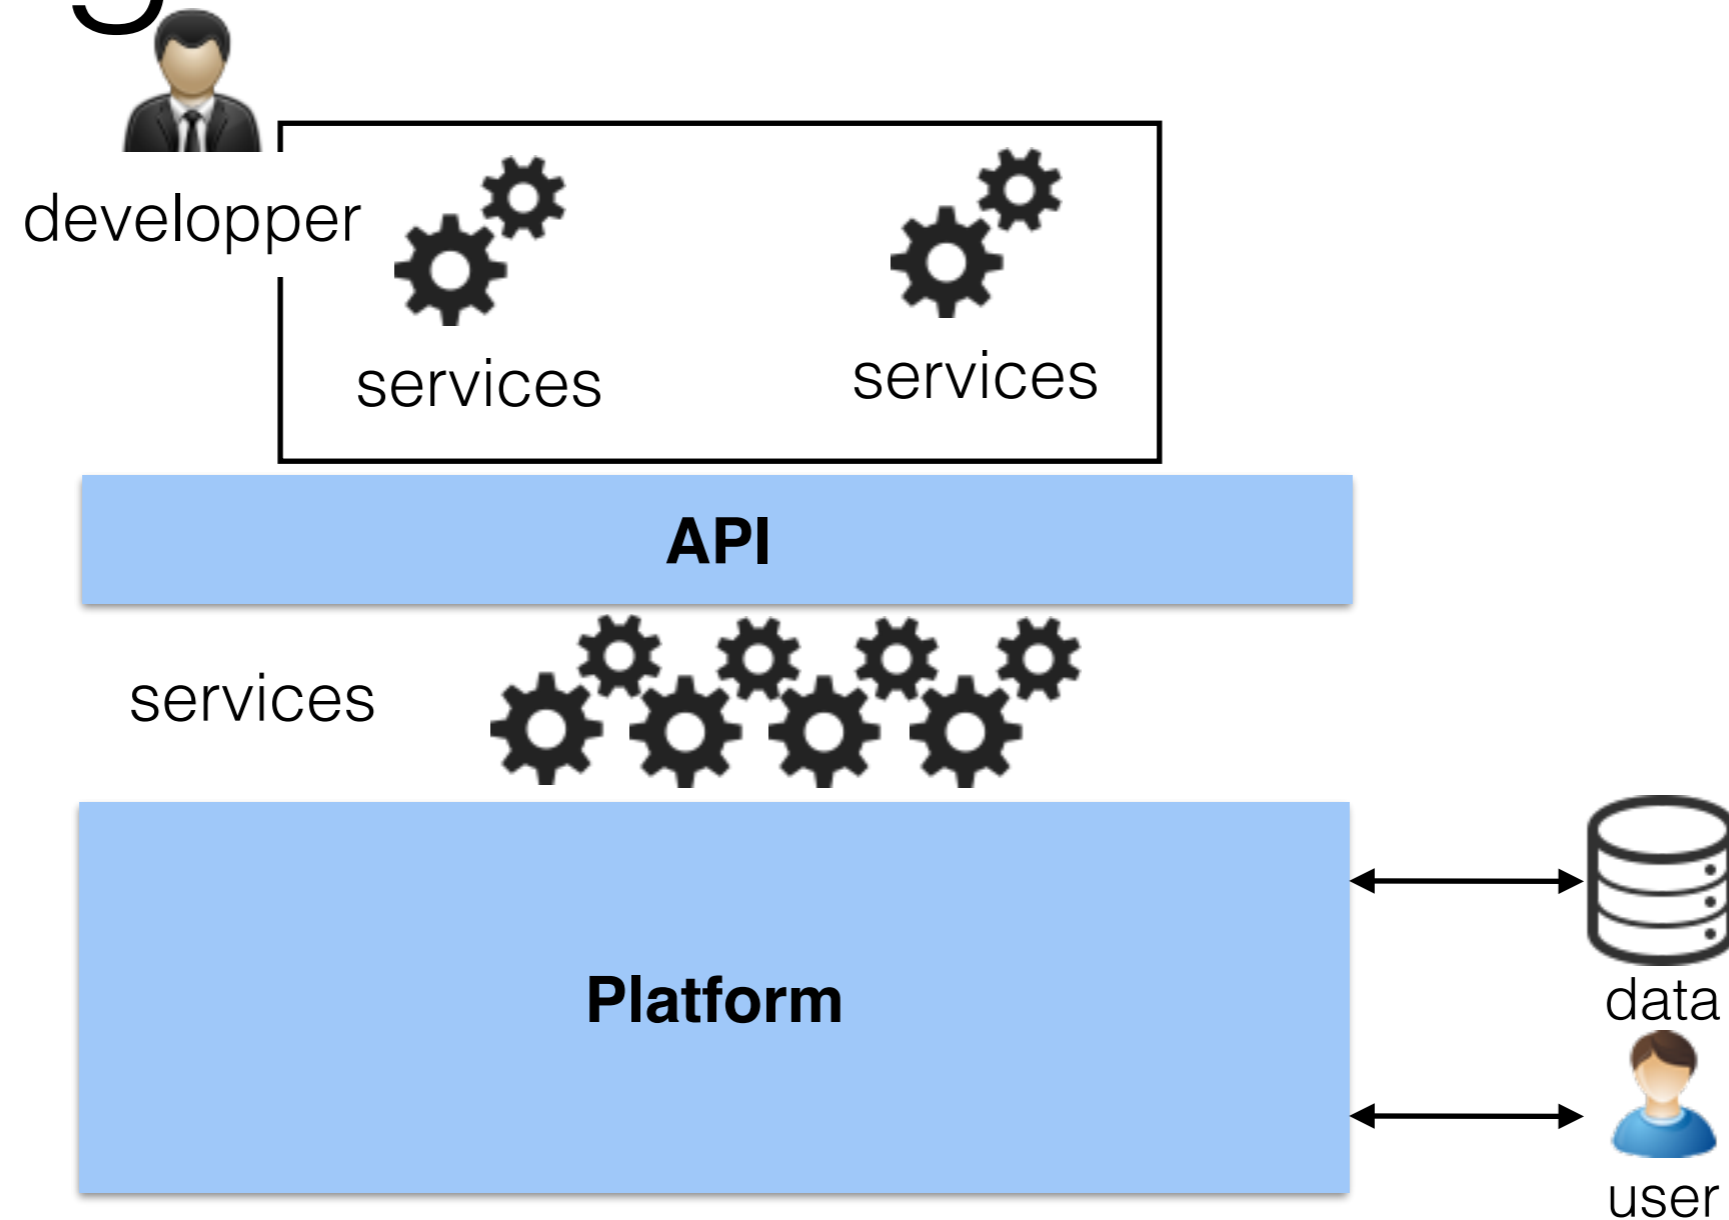 developper
services
services
API
services
Platform
data
user